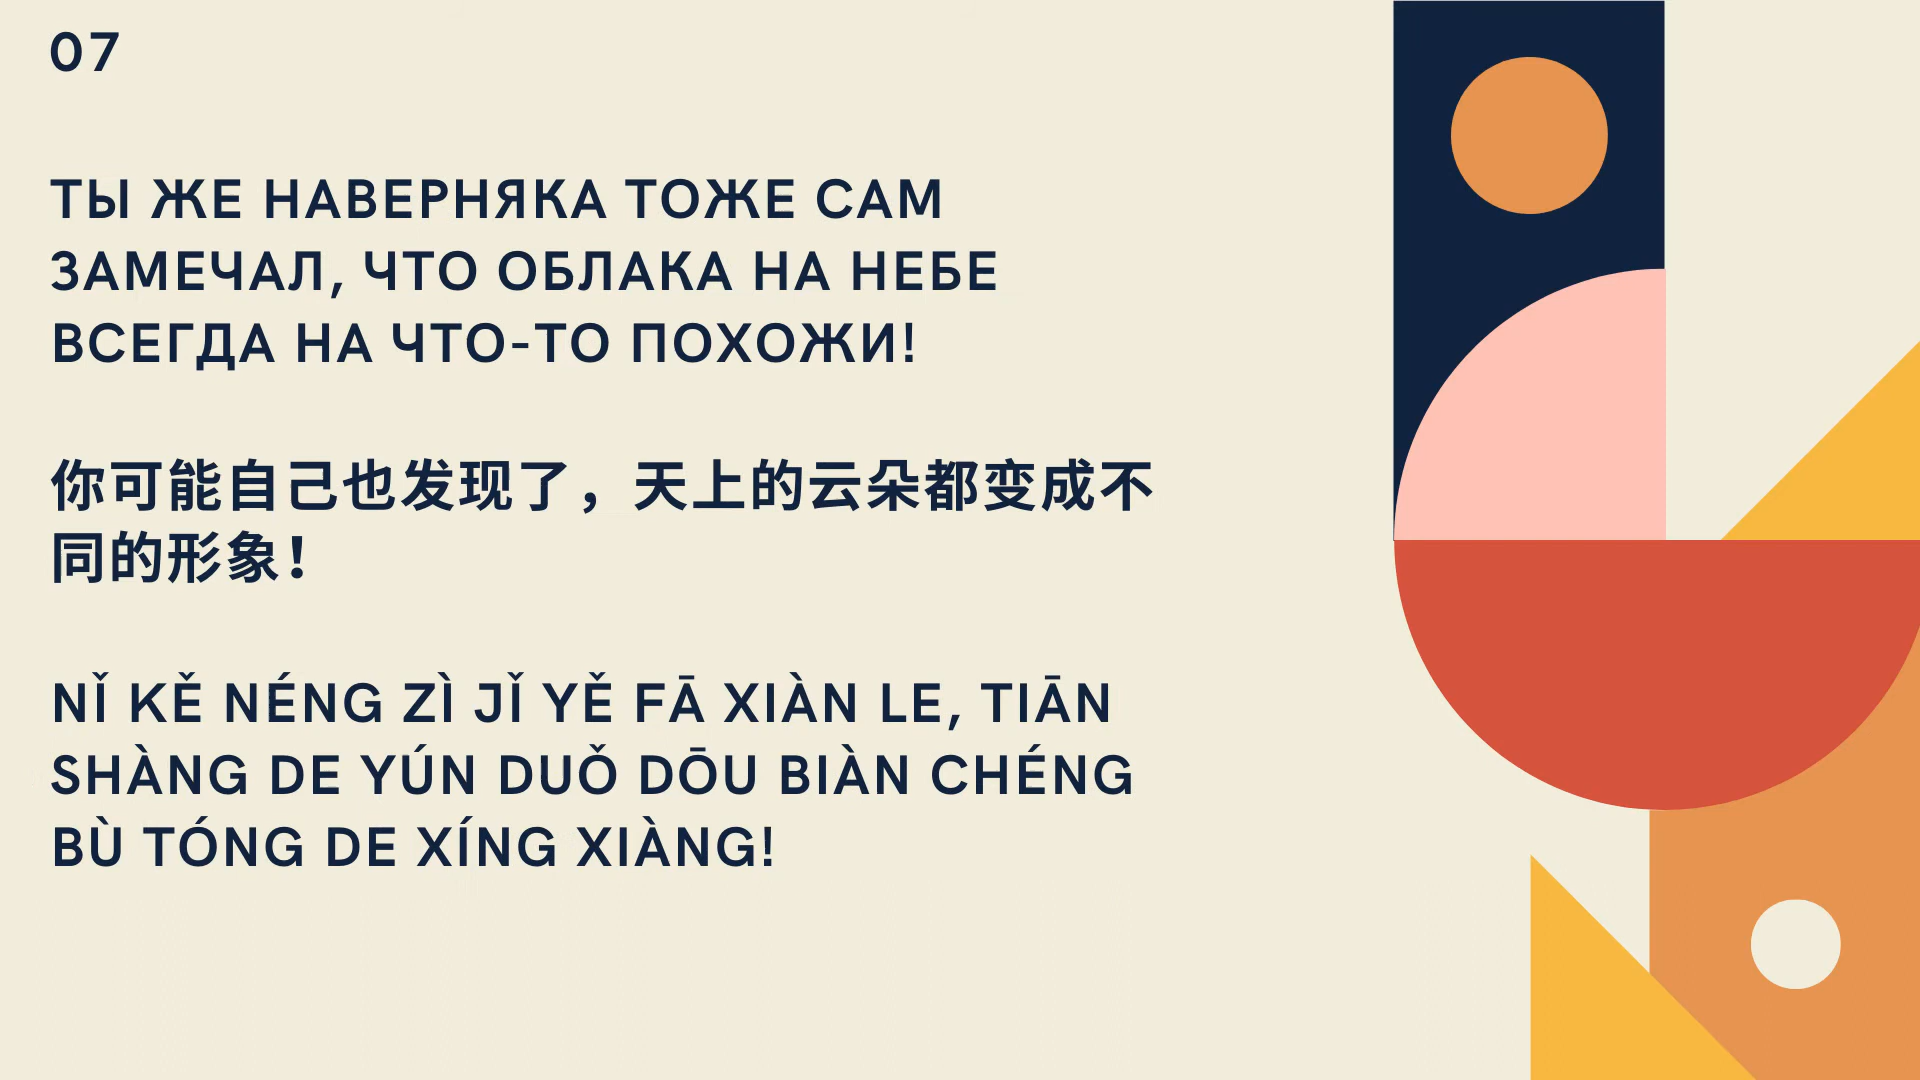 07
ТЫ ЖЕ НАВЕРНЯКА ТОЖЕ САМ
ЗАМЕЧАЛ, ЧТО ОБЛАКА НА НЕБЕ
ВСЕГДА НА ЧТО-ТО ПОХОЖИ!
你可能自己也发现了，天上的云朵都变成不
同的形象！
NǏ KĚ NÉNG ZÌ JǏ YĚ FĀ XIÀN LE, TIĀN
SHÀNG DE YÚN DUǑ DŌU BIÀN CHÉNG
BÙ TÓNG DE XÍNG XIÀNG!